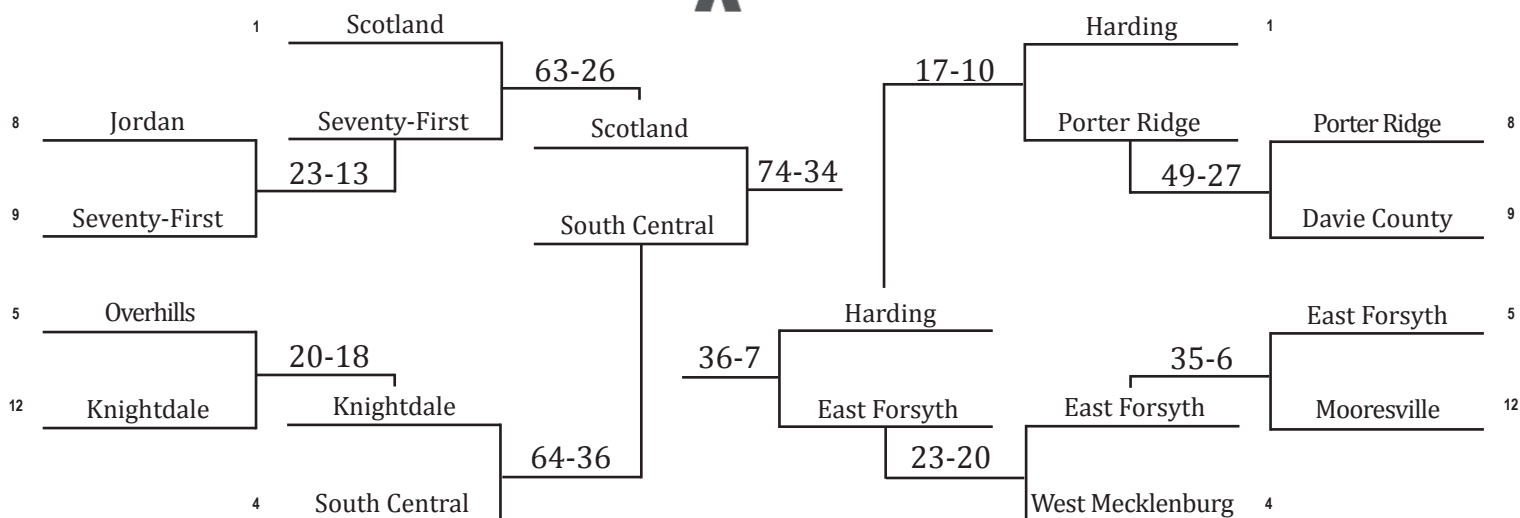 1 Scotland
Harding 1
63-26
17-10
8 Jordan
Seventy-First
Scotland
Porter Ridge
Porter Ridge 8
23-13
74-34
49-27
9 Seventy-First
South Central
Davie County 9
5 Overhills
Harding
East Forsyth 5
20-18
36-7
35-6
12 Knightdale
Knightdale
East Forsyth
East Forsyth
Mooresville 12
64-36
23-20
4 South Central
West Mecklenburg 4